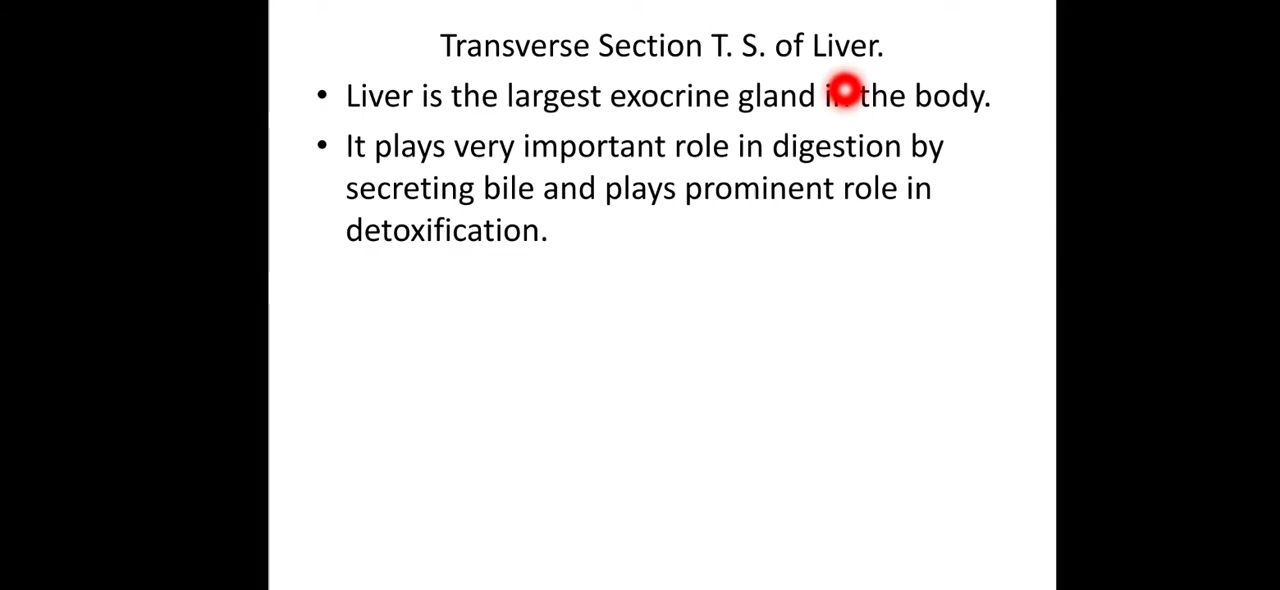 Transverse Section T. S. of Liver.
• Liver is the largest exocrine gland in the body.
• It plays very important role in digestion by
secreting bile and plays prominent role in
detoxification.